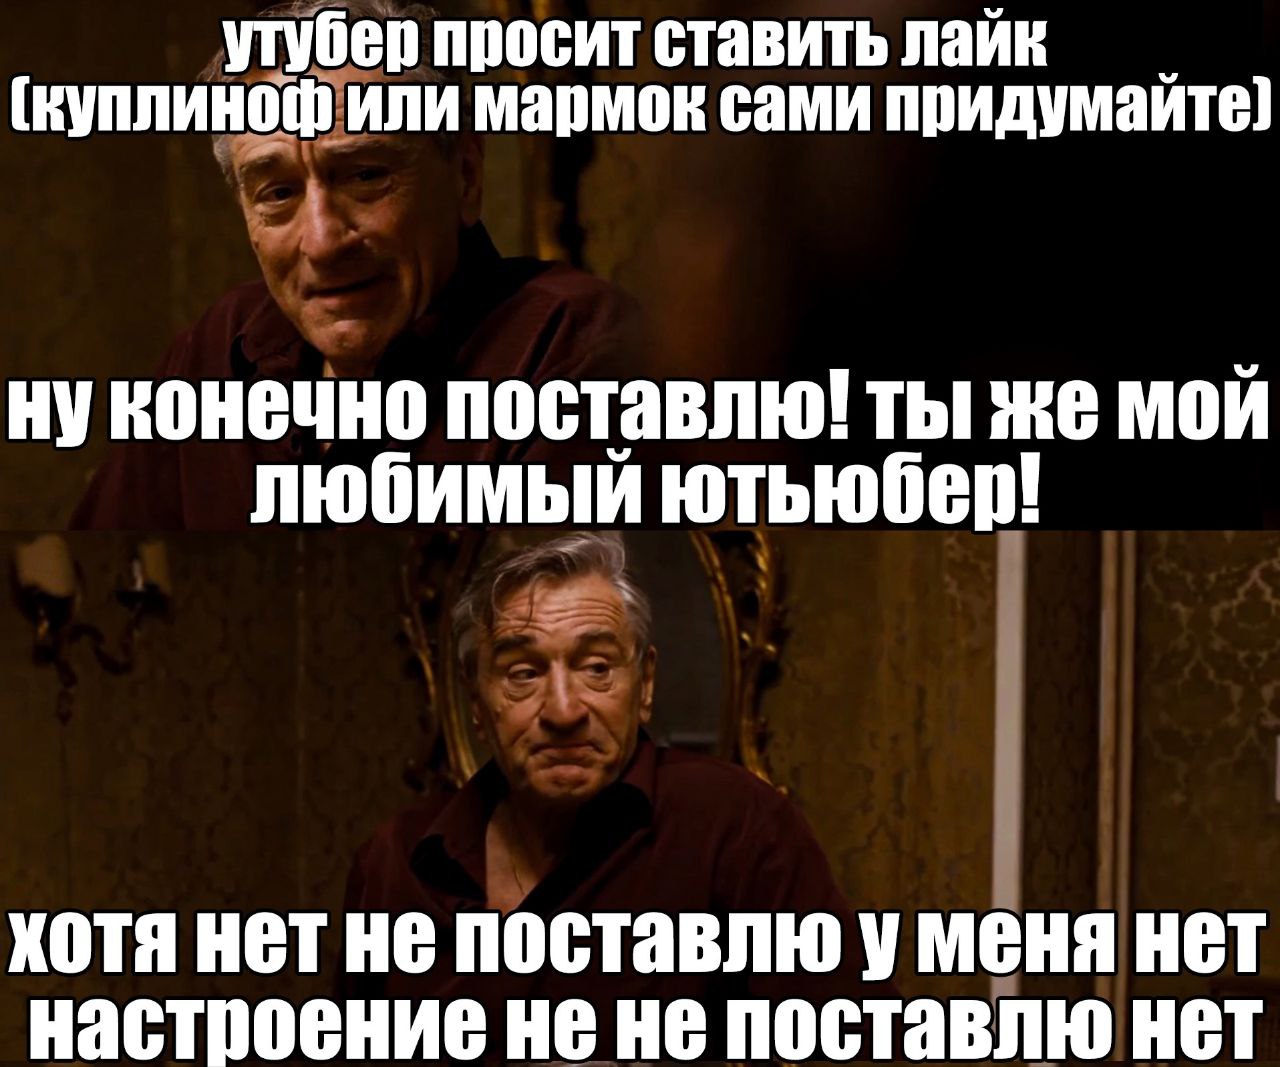 утубер просит ставить лайк
(куплиноф или мармок сами придумайте)
ну конечно поставлю! ты же мой
любимый ютьюбер!
хотя нет не поставлю у меня нет
настроение не не поставлю нет